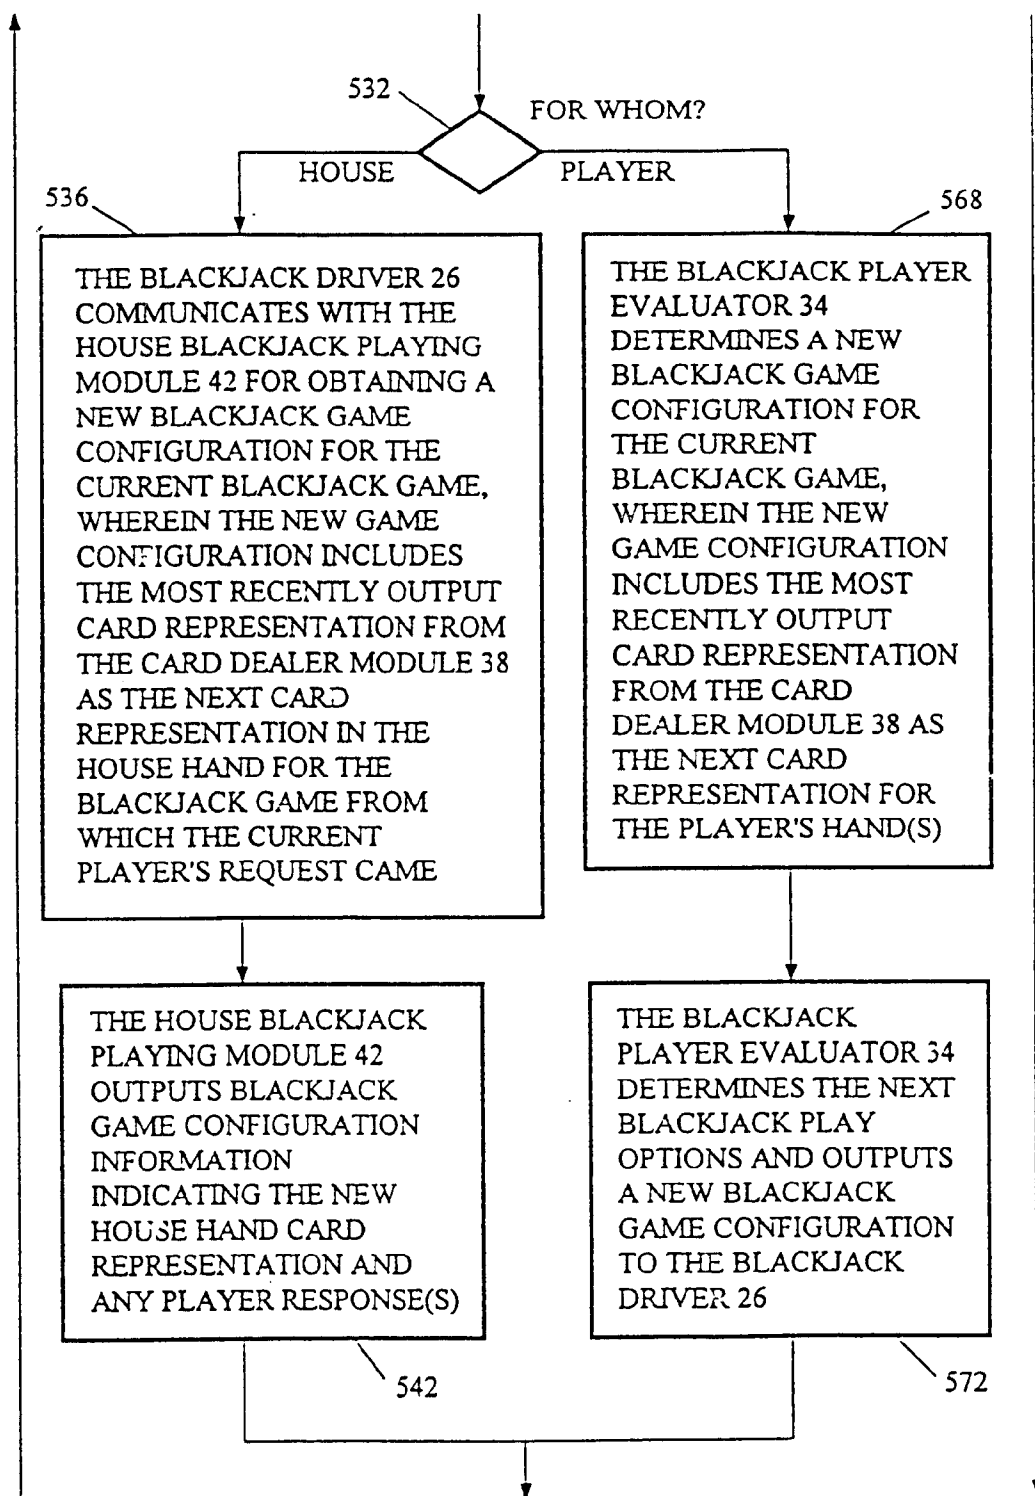 532
FOR WHOM?
HOUSE
PLAYER
536
THE BLACKJACK DRIVER 26
COMMUNICATES WITH THE
HOUSE BLACKJACK PLAYING
MODULE 42 FOR OBTAINING A
NEW BLACKJACK GAME
CONFIGURATION FOR THE
CURRENT BLACKJACK GAME,
WHEREIN THE NEW GAME
CONFIGURATION INCLUDES
THE MOST RECENTLY OUTPUT
CARD REPRESENTATION FROM
THE CARD DEALER MODULE 38
AS THE NEXT CARD
REPRESENTATION IN THE
HOUSE HAND FOR THE
BLACKJACK GAME FROM
WHICH THE CURRENT
PLAYER'S REQUEST CAME
568
THE BLACKJACK PLAYER
EVALUATOR 34
DETERMINES A NEW
BLACKJACK GAME
CONFIGURATION FOR
THE CURRENT
BLACKJACK GAME,
WHEREIN THE NEW
GAME CONFIGURATION
INCLUDES THE MOST
RECENTLY OUTPUT
CARD REPRESENTATION
FROM THE CARD
DEALER MODULE 38 AS
THE NEXT CARD
REPRESENTATION FOR
THE PLAYER'S HAND(S)
THE HOUSE BLACKJACK
PLAYING MODULE 42
OUTPUTS BLACKJACK
GAME CONFIGURATION
INFORMATION
INDICATING THE NEW
HOUSE HAND CARD
REPRESENTATION AND
ANY PLAYER RESPONSE(S)
542
THE BLACKJACK
PLAYER EVALUATOR 34
DETERMINES THE NEXT
BLACKJACK PLAY
OPTIONS AND OUTPUTS
A NEW BLACKJACK
GAME CONFIGURATION
TO THE BLACKJACK
DRIVER 26
572